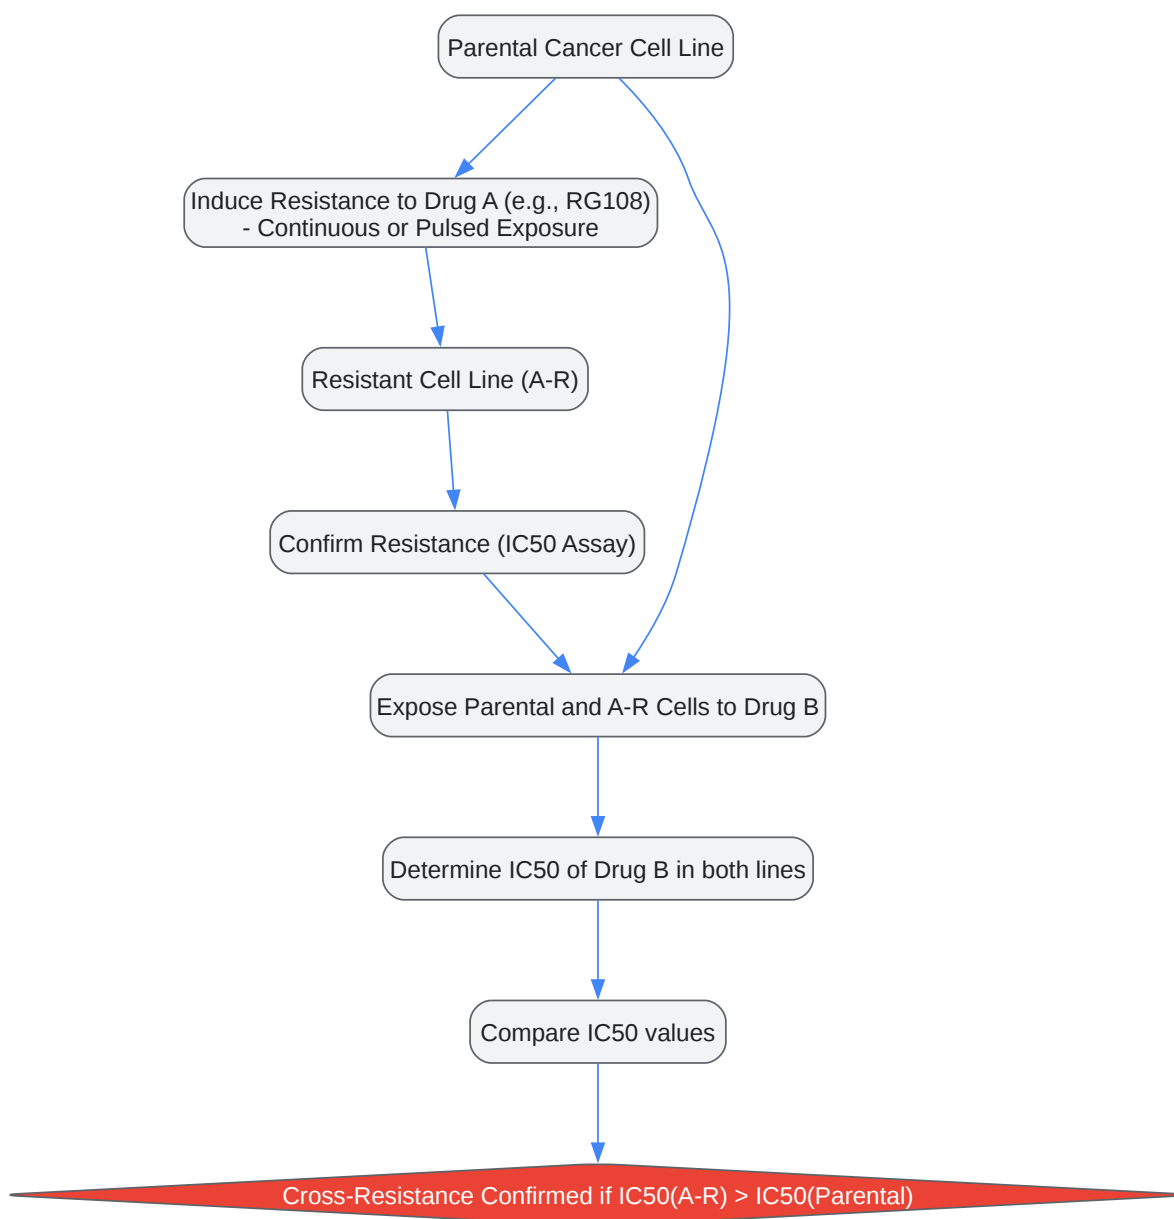 Parental Cancer Cell Line
Induce Resistance to Drug A (e.g., RG108)
- Continuous or Pulsed Exposure
Resistant Cell Line (A-R)
Confirm Resistance (IC50 Assay)
Expose Parental and A-R Cells to Drug B
Determine IC50 of Drug B in both lines
Compare IC50 values
Cross-Resistance Confirmed if IC50(A-R) > IC50(Parental)